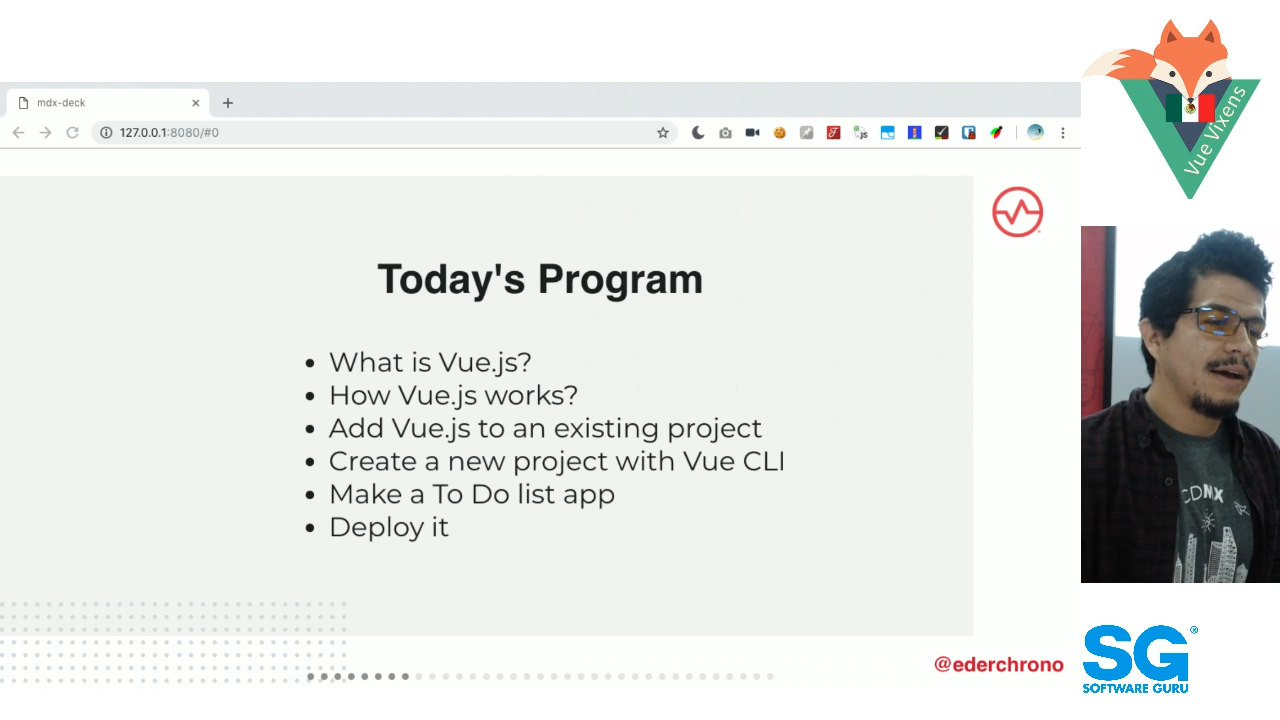 mdx-deck
127.0.0.1:8080/#0
JS
Today's Program
What is Vue.js?
How Vue.js works?
Add Vue.js to an existing project
Create a new project with Vue CLI
Make a To Do list app
Deploy it
@ederchrono
Vue Vixens
CDMX
SG®
SOFTWARE GURU